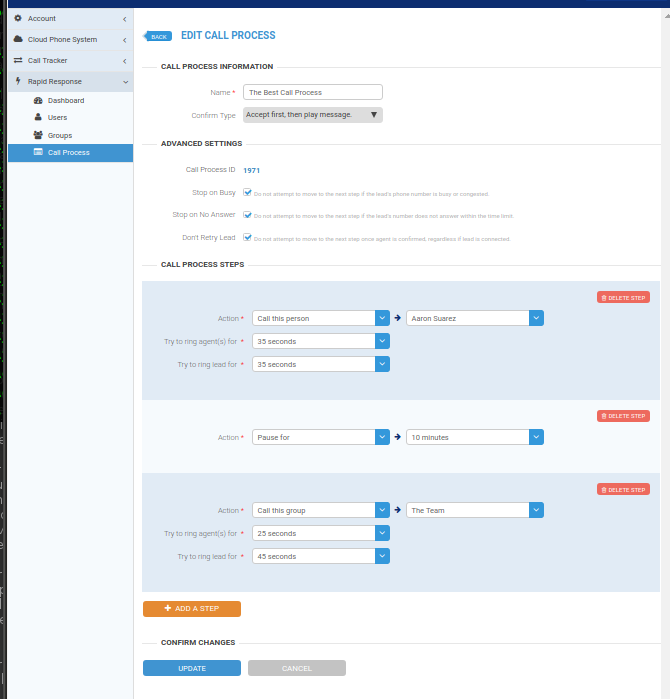 Account
Cloud Phone System
Call Tracker
Rapid Response
Dashboard
Users
Groups
Call Process
BACK EDIT CALL PROCESS
CALL PROCESS INFORMATION
Name * The Best Call Process
Confirm Type Accept first, then play message.
ADVANCED SETTINGS
Call Process ID 1971
Stop on Busy Do not attempt to move to the next step if the lead's phone number is busy or congested.
Stop on No Answer Do not attempt to move to the next step if the lead's number does not answer within the time limit.
Don't Retry Lead Do not attempt to move to the next step once agent is confirmed, regardless if lead is connected.
CALL PROCESS STEPS
DELETE STEP
Action * Call this person Aaron Suarez
Try to ring agent(s) for * 35 seconds
Try to ring lead for * 35 seconds
DELETE STEP
Action * Pause for 10 minutes
DELETE STEP
Action * Call this group The Team
Try to ring agent(s) for * 25 seconds
Try to ring lead for * 45 seconds
+ ADD A STEP
CONFIRM CHANGES
UPDATE CANCEL